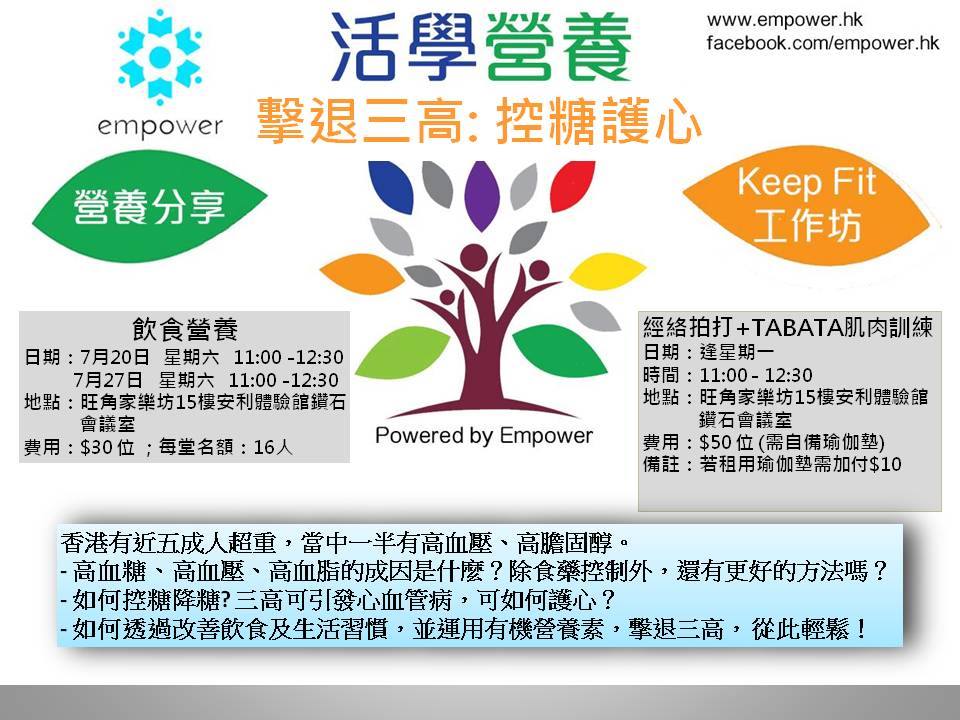 www.empower.hk
facebook.com/empower.hk
活學營養
擊退三高: 控糖護心
empower
營養分享
Keep Fit
工作坊
飲食營養
日期：7月20日 星期六 11:00 -12:30
7月27日 星期六 11:00 -12:30
地點：旺角家樂坊15樓安利體驗館鑽石
會議室
費用：$30 位 ；每堂名額：16人
Powered by Empower
經絡拍打+TABATA肌肉訓練
日期：逢星期一
時間：11:00 - 12:30
地點：旺角家樂坊15樓安利體驗館
鑽石會議室
費用：$50 位 (需自備瑜伽墊)
備註：若租用瑜伽墊需加付$10
香港有近五成人超重，當中一半有高血壓、高膽固醇。
- 高血糖、高血壓、高血脂的成因是什麼？除食藥控制外，還有更好的方法嗎？
- 如何控糖降糖? 三高可引發心血管病，可如何護心？
- 如何透過改善飲食及生活習慣，並運用有機營養素，擊退三高， 從此輕鬆！